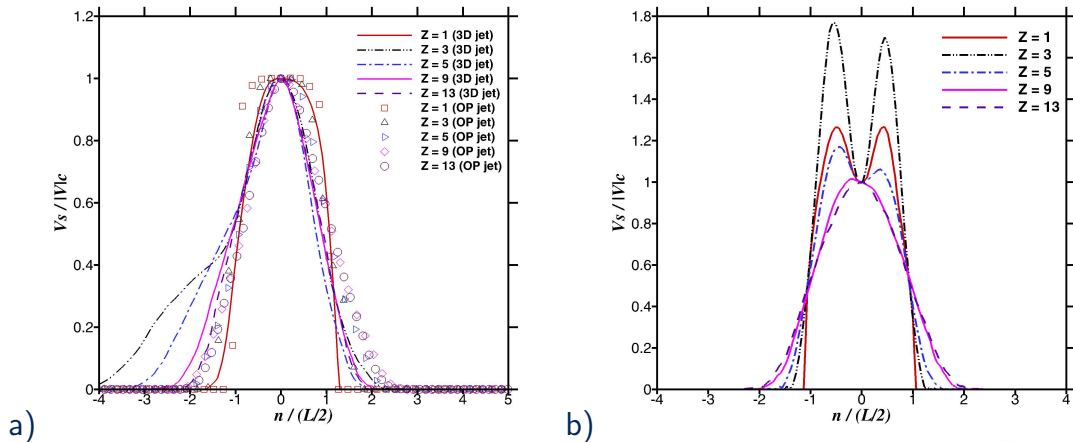 1.2
1
0.8
0.6
0.4
0.2
0
Vs / |V|c
-4 -3 -2 -1 0 1 2 3 4 5
n / (L/2)
Z = 1 (3D jet)
Z = 3 (3D jet)
Z = 5 (3D jet)
Z = 9 (3D jet)
Z = 13 (3D jet)
Z = 1 (OP jet)
Z = 3 (OP jet)
Z = 5 (OP jet)
Z = 9 (OP jet)
Z = 13 (OP jet)
a)
1.8
1.6
1.4
1.2
1
0.8
0.6
0.4
0.2
0
Vs / |V|c
-4 -3 -2 -1 0 1 2 3 4
n / (L/2)
Z = 1
Z = 3
Z = 5
Z = 9
Z = 13
b)